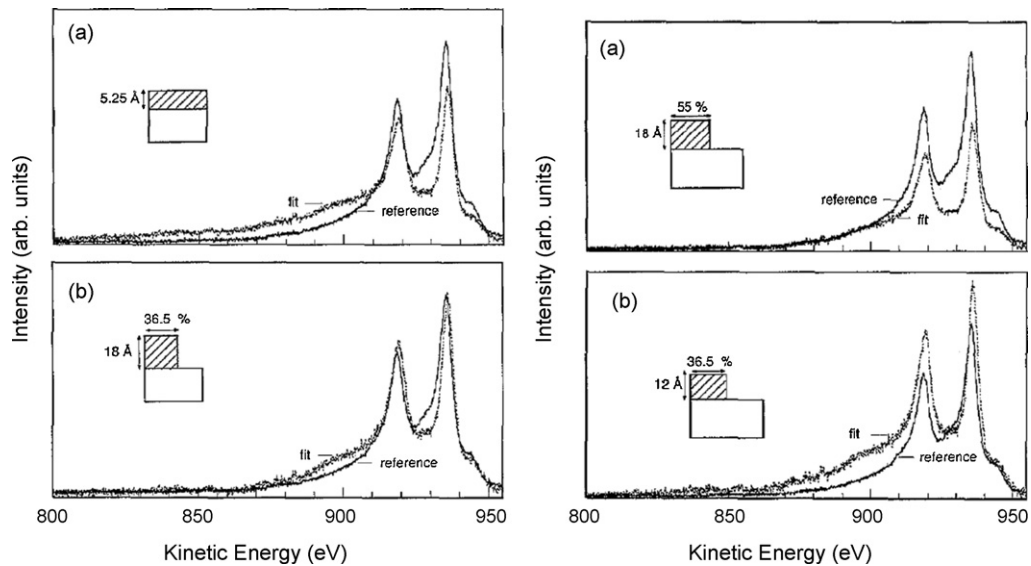 (a)
5.25 Å
fit
reference
(b)
36.5 %
18 Å
fit
reference
800 850 900 950
Kinetic Energy (eV)
Intensity (arb. units)
(a)
55 %
18 Å
reference
fit
(b)
36.5 %
12 Å
fit
reference
800 850 900 950
Kinetic Energy (eV)
Intensity (arb. units)